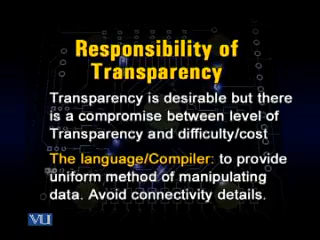 Responsibility of
Transparency
Transparency is desirable but there
is a compromise between level of
Transparency and difficulty/cost
The language/Compiler: to provide
uniform method of manipulating
data. Avoid connectivity details.
VU